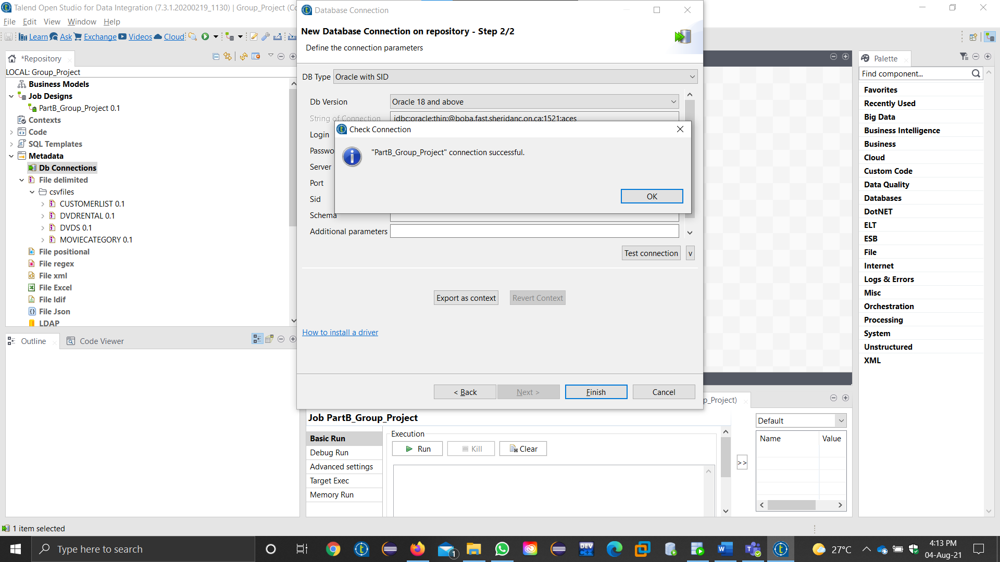 Talend Open Studio for Data Integration (7.3.1.20200219_1130) | Group_Project (Co
File Edit View Window Help
Learn Ask Exchange Videos Cloud
*Repository
LOCAL: Group_Project
Business Models
Job Designs
PartB_Group_Project 0.1
Contexts
Code
SQL Templates
Metadata
Db Connections
File delimited
csvfiles
CUSTOMERLIST 0.1
DVDRENTAL 0.1
DVDS 0.1
MOVIECATEGORY 0.1
File positional
File regex
File xml
File Excel
File ldif
File Json
LDAP
Outline
Code Viewer
1 item selected
Database Connection
New Database Connection on repository - Step 2/2
Define the connection parameters
DB Type Oracle with SID
Db Version Oracle 18 and above
String of Connection jdbc:oracle:thin:@boba.fast.sheridanc.on.ca:1521:aces
Login
Passwo
Server
Port
Sid
Schema
Additional parameters
Check Connection
"PartB_Group_Project" connection successful.
OK
Test connection v
Export as context Revert Context
How to install a driver
< Back Next > Finish Cancel
p_Project)
Job PartB_Group_Project
Basic Run
Debug Run
Advanced settings
Target Exec
Memory Run
Execution
Run Kill Clear
>>
Default
Name Value
Palette
Find component...
Favorites
Recently Used
Big Data
Business Intelligence
Business
Cloud
Custom Code
Data Quality
Databases
DotNET
ELT
ESB
File
Internet
Logs & Errors
Misc
Orchestration
Processing
System
Unstructured
XML
Type here to search
1
DEV
C++
27°C
4:13 PM
04-Aug-21